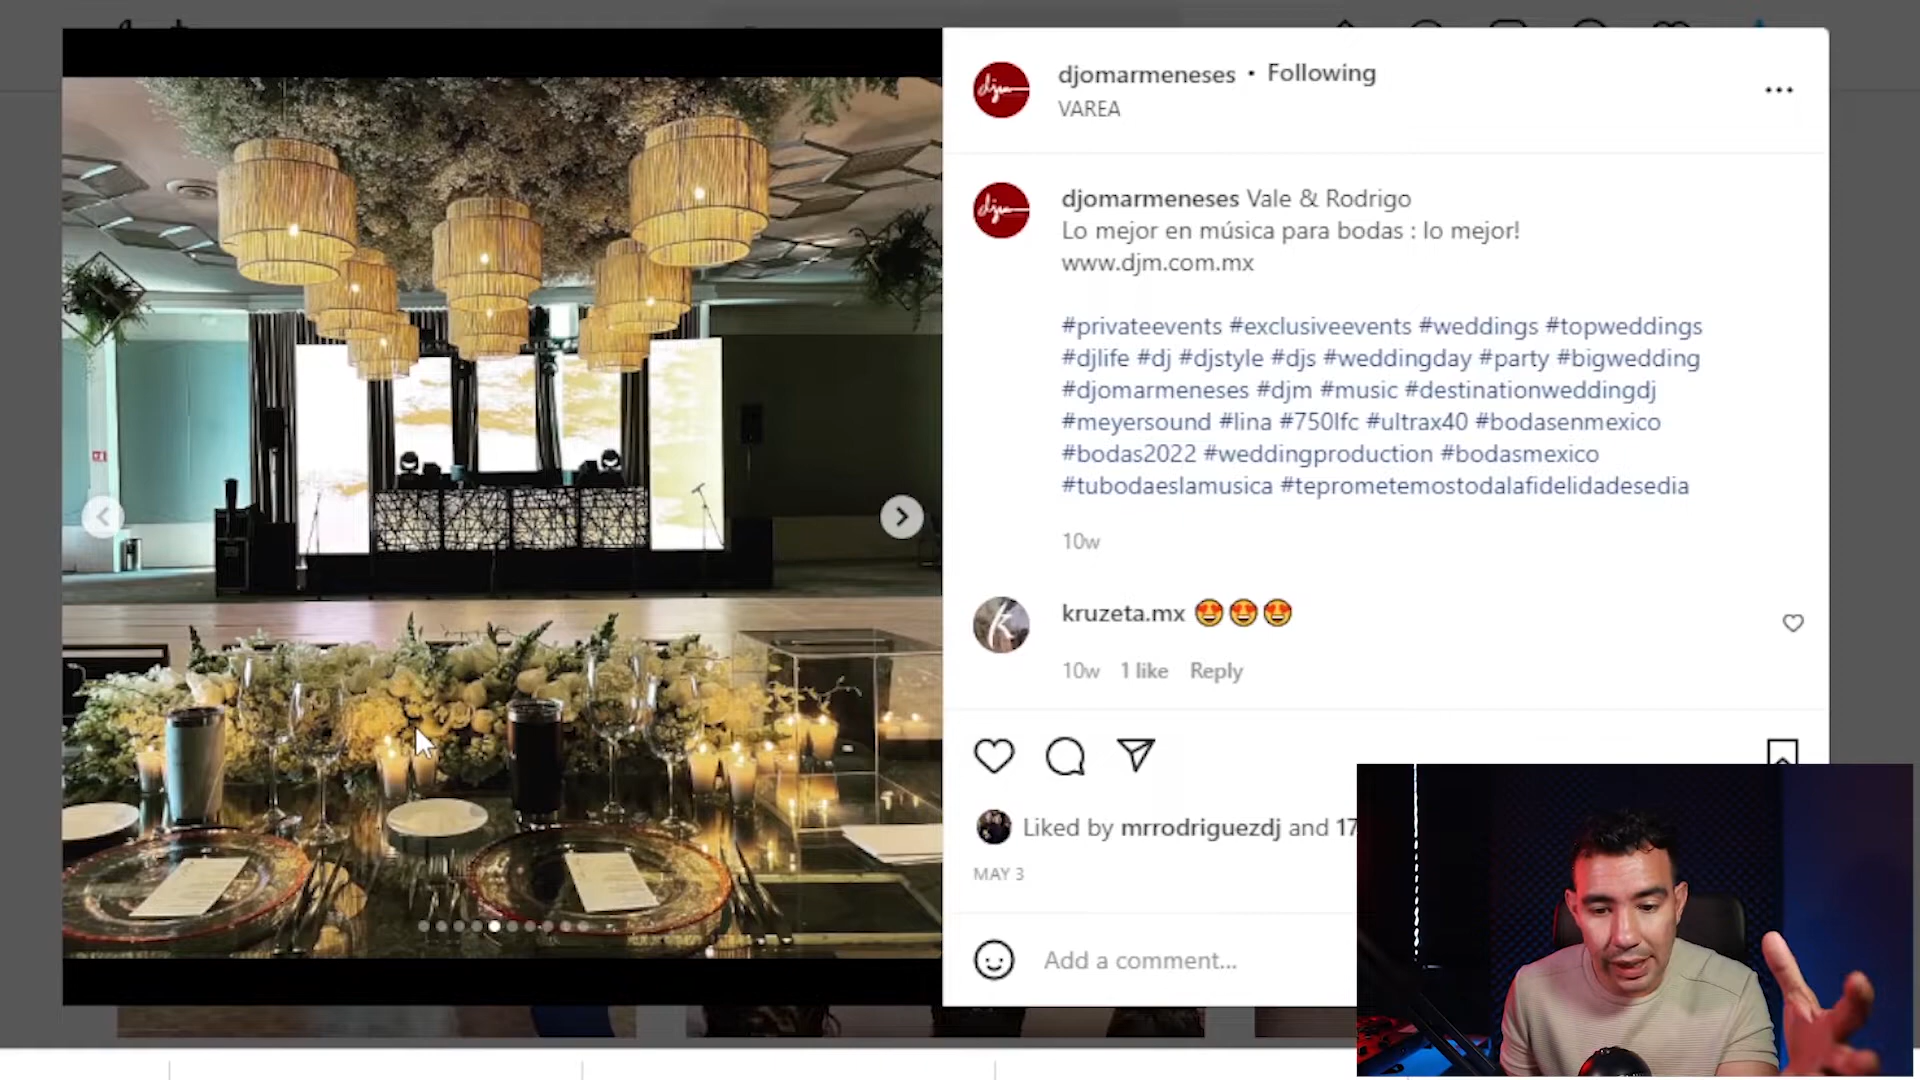 djomarmeneses • Following
VAREA
djomarmeneses Vale & Rodrigo
Lo mejor en música para bodas : lo mejor!
www.djm.com.mx
#privateevents #exclusiveevents #weddings #topweddings
#djlife #dj #djstyle #djs #weddingday #party #bigwedding
#djomarmeneses #djm #music #destinationweddingdj
#meyersound #lina #750lfc #ultrax40 #bodasenmexico
#bodas2022 #weddingproduction #bodasmexico
#tubodaeslamusica #teprometemostodalafidelidadesedia
10w
kruzeta.mx 😍😍😍
10w 1 like Reply
Liked by mrrodriguezdj and 17
MAY 3
Add a comment...